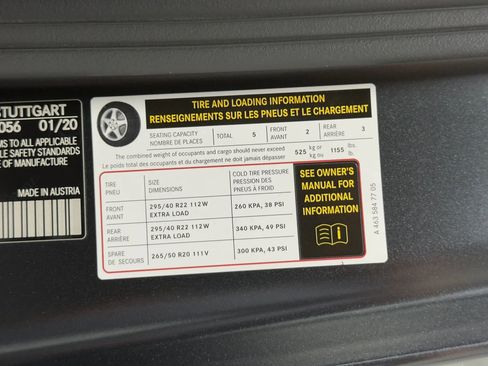 STUTTGART
056 01/20
MS TO ALL APPLICABLE
LE SAFETY STANDARDS
OF MANUFACTURE
MADE IN AUSTRIA
TIRE AND LOADING INFORMATION
RENSEIGNEMENTS SUR LES PNEUS ET LE CHARGEMENT
SEATING CAPACITY
NOMBRE DE PLACES
TOTAL 5
FRONT
AVANT 2
REAR
ARRIÈRE 3
The combined weight of occupants and cargo should never exceed
Le poids total des occupants et du chargement ne doit jamais dépasser
525 kg or
kg ou
1155 lbs.
lb.
TIRE
PNEU
SIZE
DIMENSIONS
COLD TIRE PRESSURE
PRESSION DES
PNEUS À FROID
FRONT
AVANT
295/40 R22 112W
EXTRA LOAD
260 KPA, 38 PSI
REAR
ARRIÈRE
295/40 R22 112W
EXTRA LOAD
340 KPA, 49 PSI
SPARE
DE SECOURS
265/50 R20 111V
300 KPA, 43 PSI
SEE OWNER'S
MANUAL FOR
ADDITIONAL
INFORMATION
A 463 584 77 05